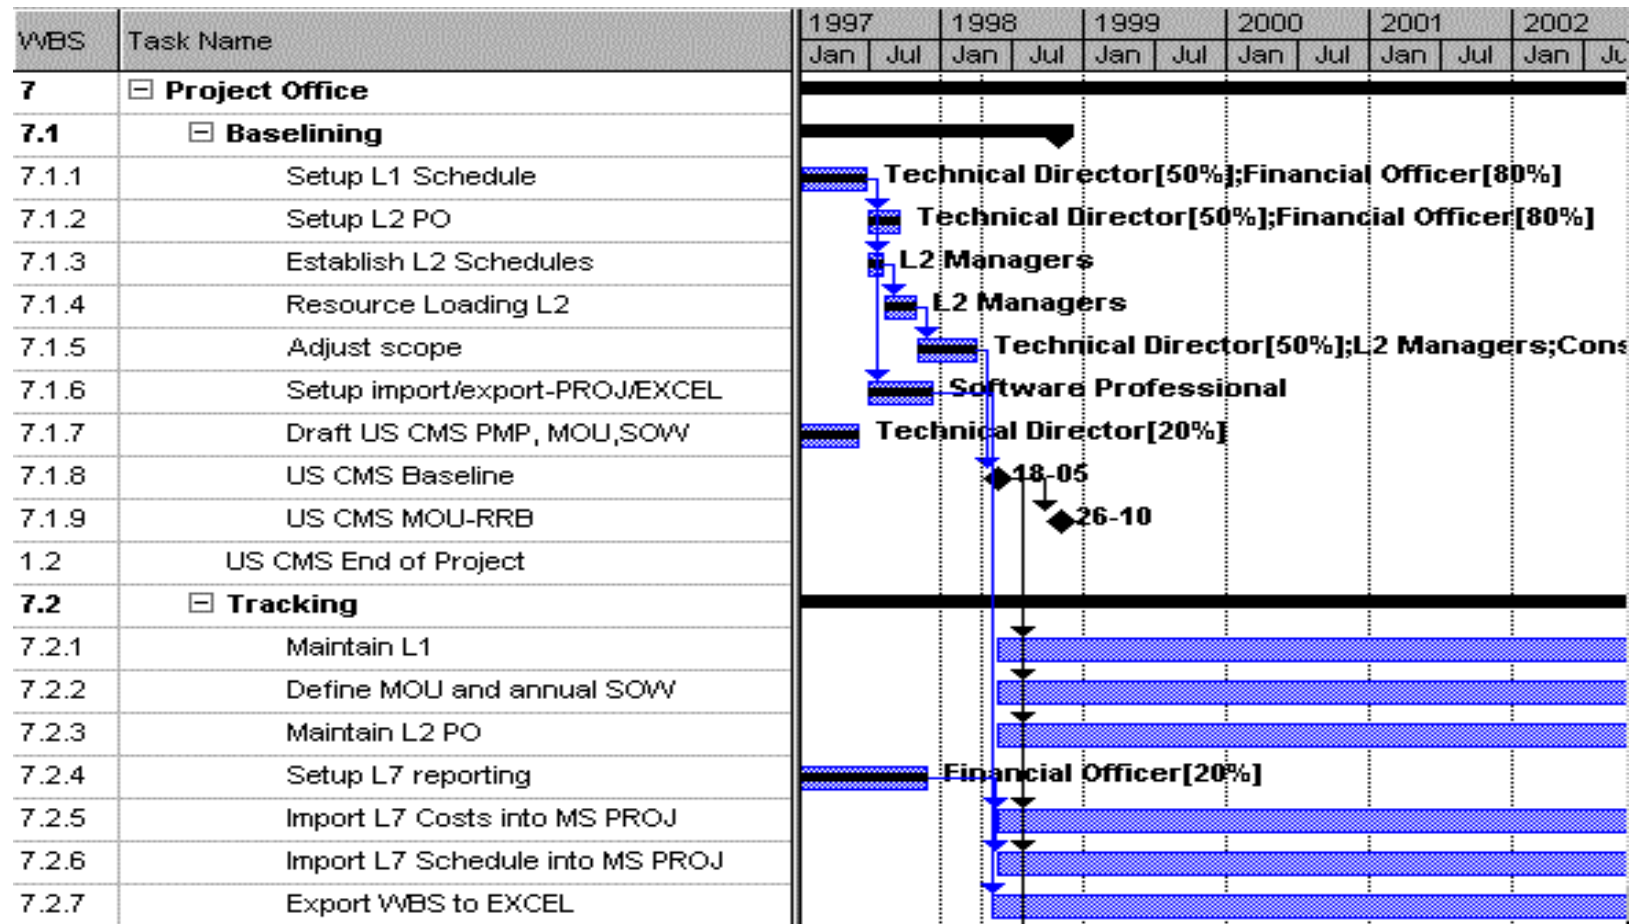 1997 1998 1999 2000 2001 2002
WBS Task Name
Jan Jul Jan Jul Jan Jul Jan Jul Jan Jul Jan Ju
7 Project Office
7.1 Baselining
7.1.1 Setup L1 Schedule Technical Director[50%];Financial Officer[80%]
7.1.2 Setup L2 PO Technical Director[50%];Financial Officer[80%]
7.1.3 Establish L2 Schedules L2 Managers
7.1.4 Resource Loading L2 L2 Managers
7.1.5 Adjust scope Technical Director[50%];L2 Managers;Cons
7.1.6 Setup import/export-PROJ/EXCEL Software Professional
7.1.7 Draft US CMS PMP, MOU,SOW Technical Director[20%]
7.1.8 US CMS Baseline 18-05
7.1.9 US CMS MOU-RRB 26-10
1.2 US CMS End of Project
7.2 Tracking
7.2.1 Maintain L1
7.2.2 Define MOU and annual SOW
7.2.3 Maintain L2 PO
7.2.4 Setup L7 reporting Financial Officer[20%]
7.2.5 Import L7 Costs into MS PROJ
7.2.6 Import L7 Schedule into MS PROJ
7.2.7 Export WBS to EXCEL